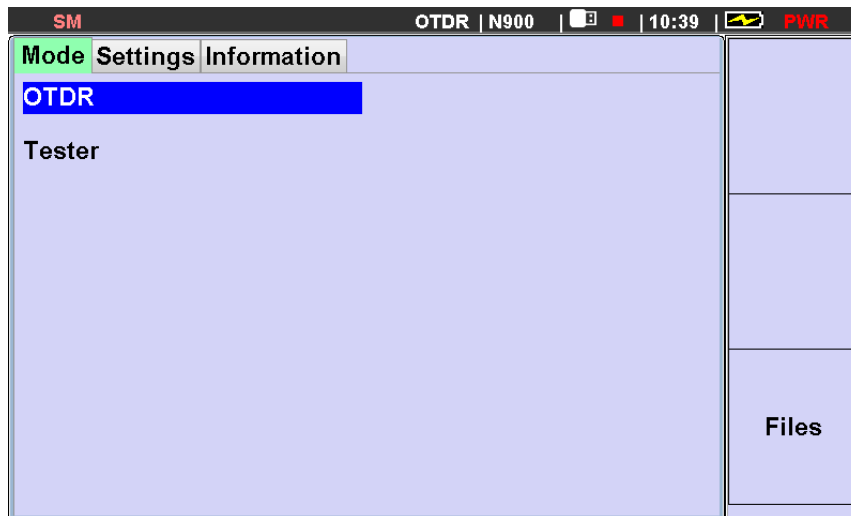 SM OTDR | N900 | | 10:39 | PWR
Mode Settings Information
OTDR
Tester
Files